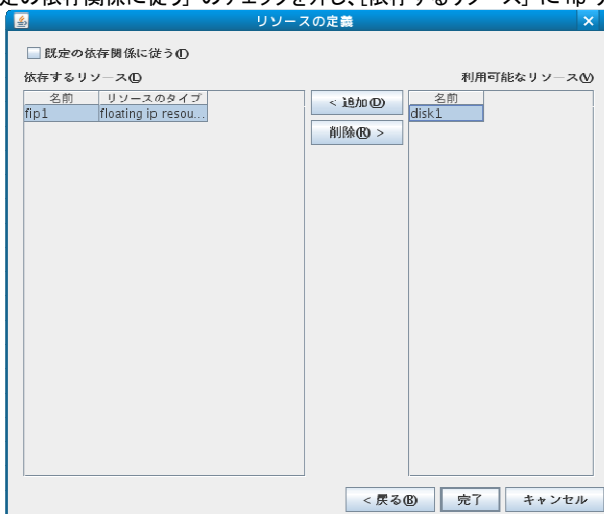 定の依存関係に従う」のチェックを外し、[依存するリソース] に fip リ
リソースの定義
既定の依存関係に従う(I)
依存するリソース(L)
利用可能なリソース(V)
名前 リソースのタイプ
fip1 floating ip resou...
< 追加(D)
削除(R) >
名前
disk1
< 戻る(B) 完了 キャンセル